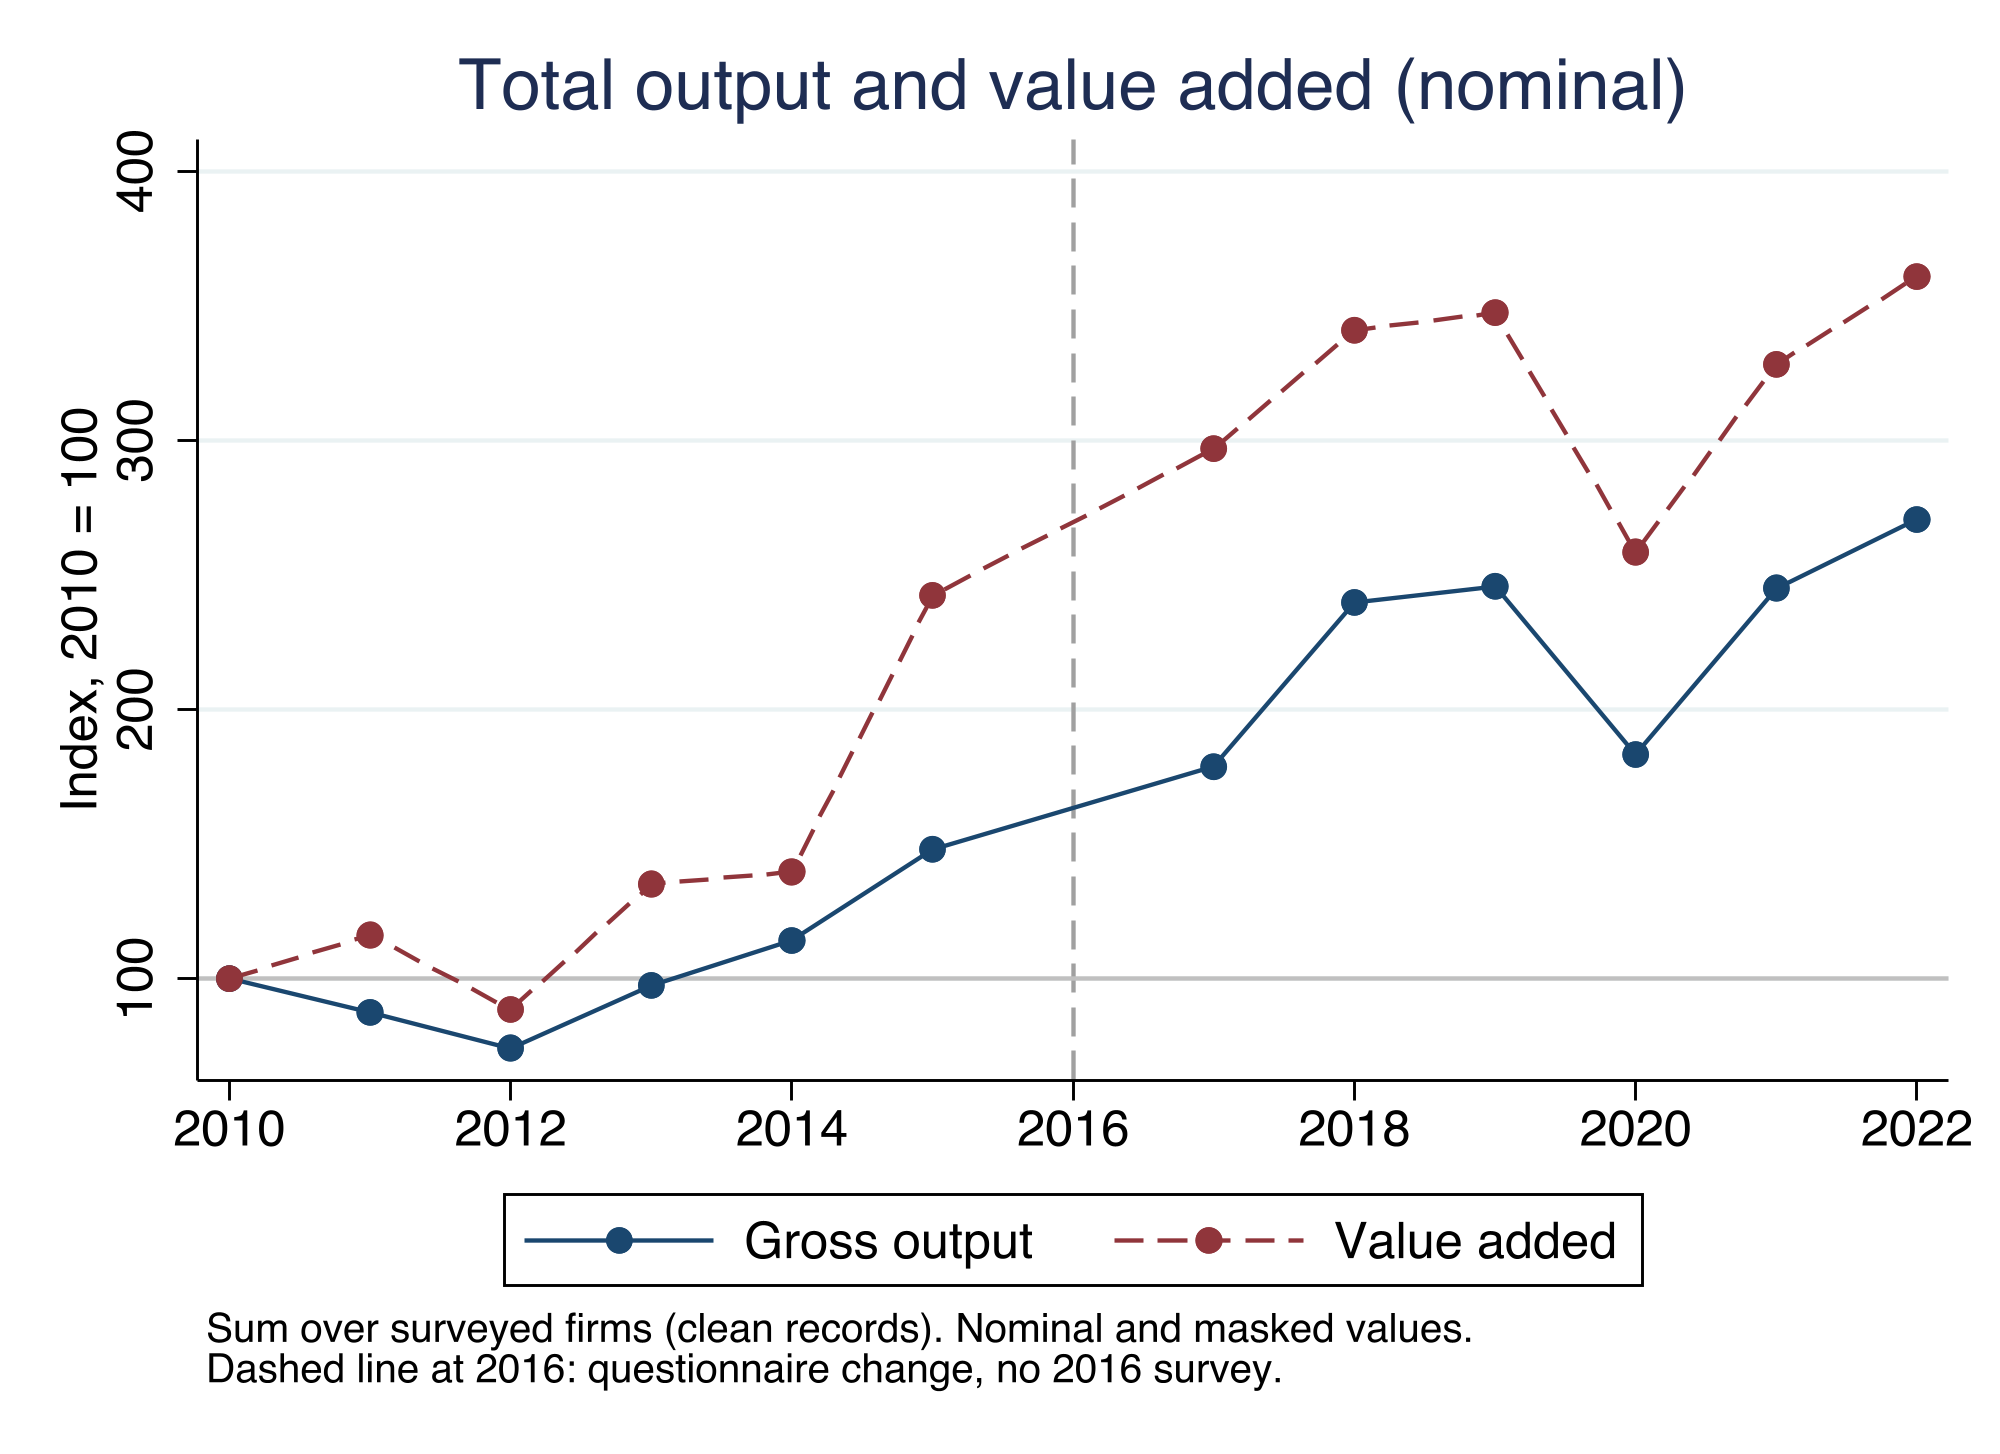 Total output and value added (nominal)
Index, 2010 = 100
400
300
200
100
2010 2012 2014 2016 2018 2020 2022
Gross output Value added
Sum over surveyed firms (clean records). Nominal and masked values.
Dashed line at 2016: questionnaire change, no 2016 survey.